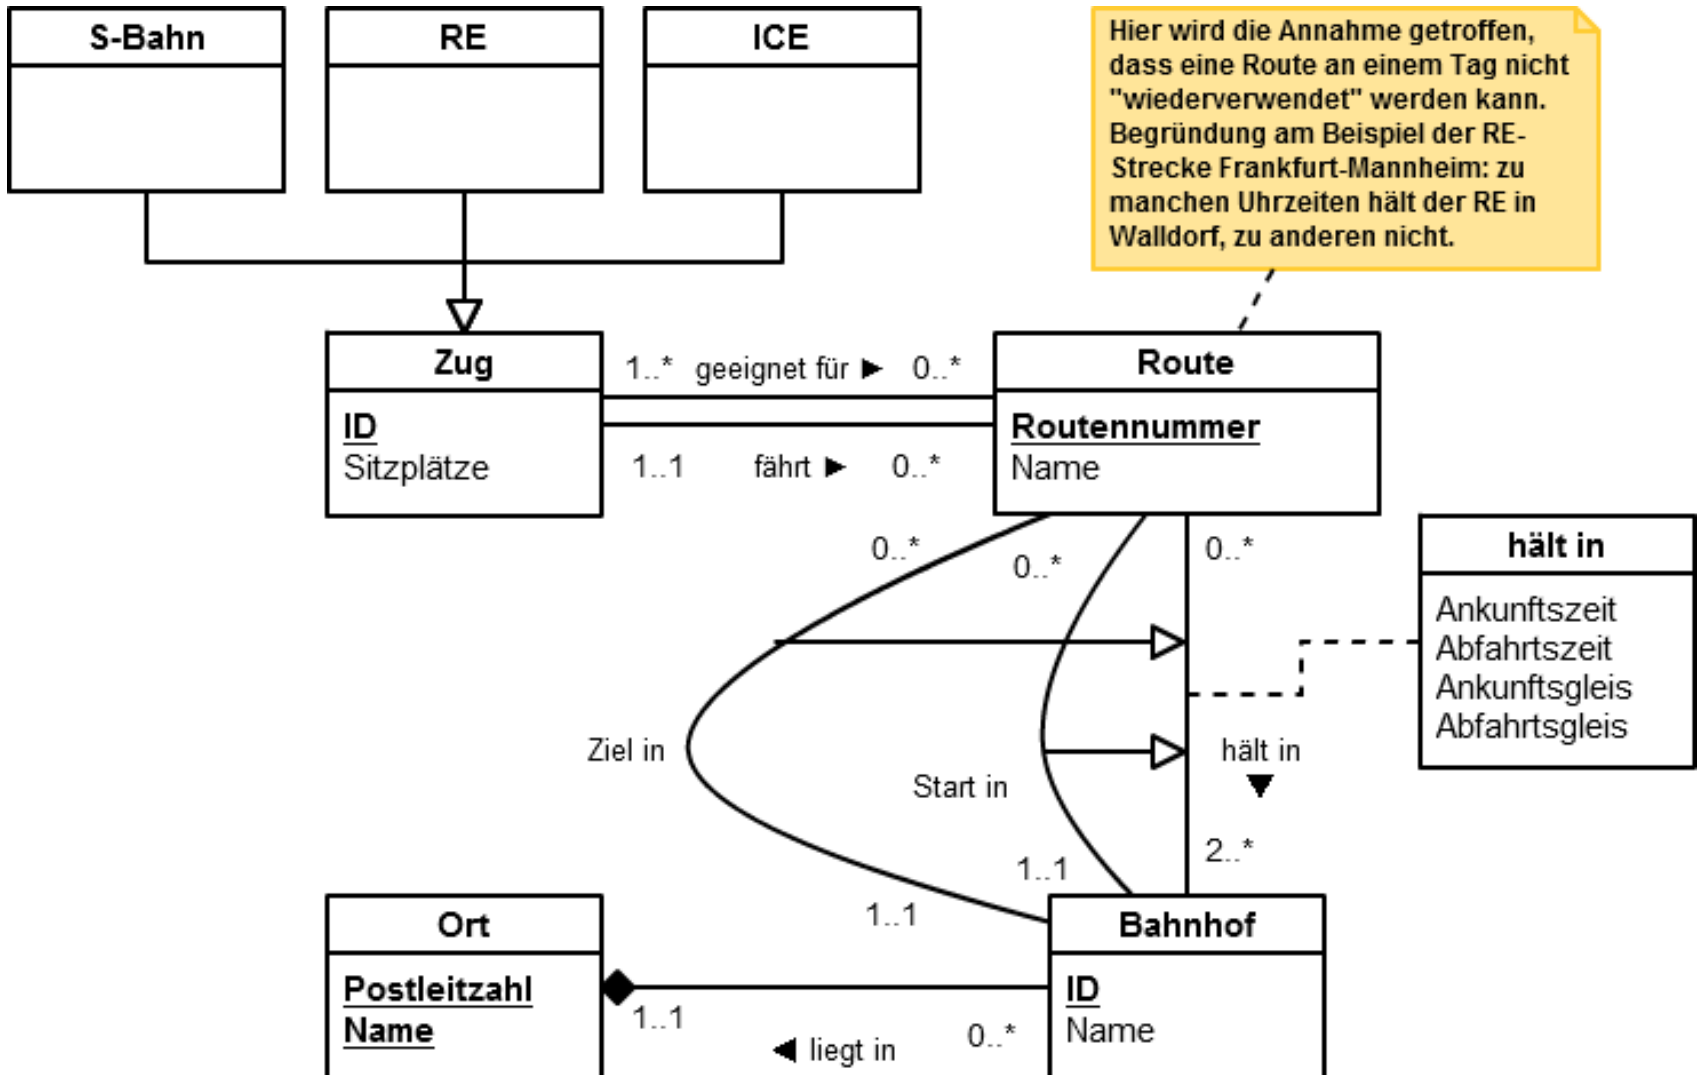 S-Bahn
RE
ICE
Hier wird die Annahme getroffen,
dass eine Route an einem Tag nicht
"wiederverwendet" werden kann.
Begründung am Beispiel der RE-
Strecke Frankfurt-Mannheim: zu
manchen Uhrzeiten hält der RE in
Walldorf, zu anderen nicht.
Zug
ID
Sitzplätze
1..* geeignet für ► 0..*
1..1 fährt ► 0..*
Route
Routennummer
Name
0..*
0..*
0..*
hält in
Ankunftszeit
Abfahrtszeit
Ankunftsgleis
Abfahrtsgleis
Ziel in
Start in
hält in
▼
2..*
1..1
1..1
Ort
Postleitzahl
Name
1..1
◄ liegt in
0..*
Bahnhof
ID
Name